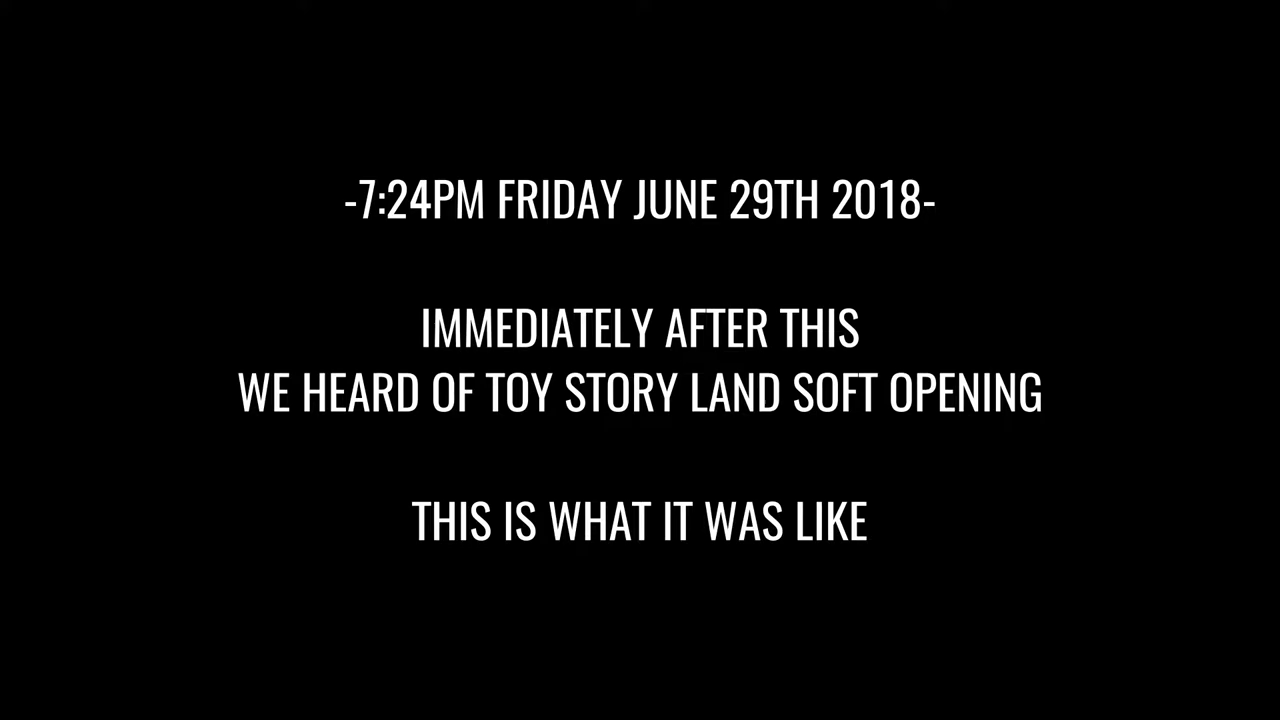 -7:24PM FRIDAY JUNE 29TH 2018-
IMMEDIATELY AFTER THIS
WE HEARD OF TOY STORY LAND SOFT OPENING
THIS IS WHAT IT WAS LIKE